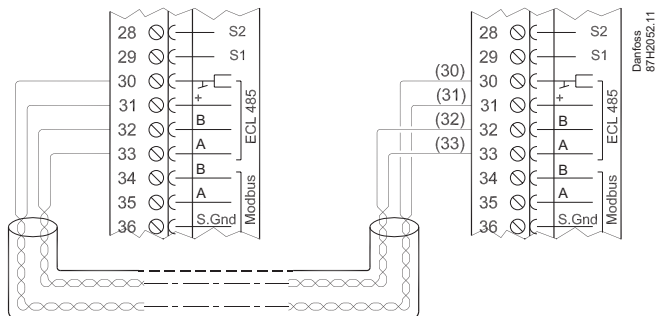 28 S2
29 S1
30
31 +
32 B
33 A
ECL 485
34 B
35 A
36 S.Gnd
Modbus
28 S2
29 S1
(30) 30
(31) 31 +
(32) 32 B
(33) 33 A
ECL 485
34 B
35 A
36 S.Gnd
Modbus
Danfoss
87H2052.11